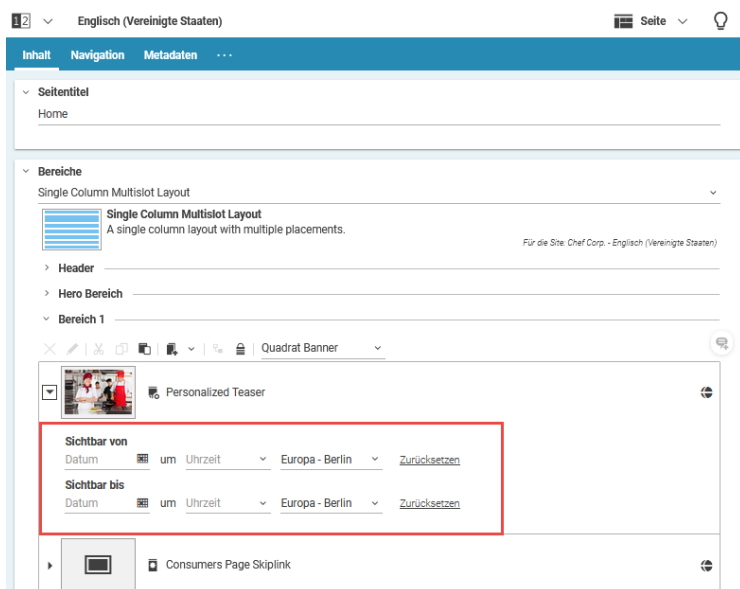 12 Englisch (Vereinigte Staaten) Seite
Inhalt Navigation Metadaten ···
Seitentitel
Home
Bereiche
Single Column Multislot Layout
Single Column Multislot Layout
A single column layout with multiple placements.
Für die Site: Chef Corp. - Englisch (Vereinigte Staaten)
Header
Hero Bereich
Bereich 1
Quadrat Banner
Personalized Teaser
Sichtbar von
Datum um Uhrzeit Europa - Berlin Zurücksetzen
Sichtbar bis
Datum um Uhrzeit Europa - Berlin Zurücksetzen
Consumers Page Skiplink